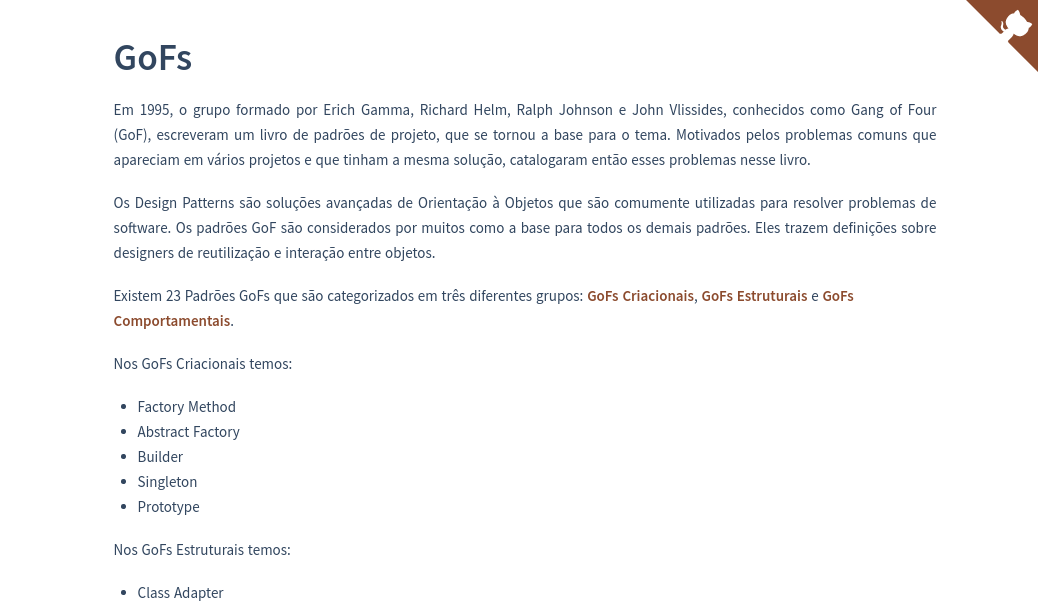 GoFs
Em 1995, o grupo formado por Erich Gamma, Richard Helm, Ralph Johnson e John Vlissides, conhecidos como Gang of Four
(GoF), escreveram um livro de padrões de projeto, que se tornou a base para o tema. Motivados pelos problemas comuns que
apareciam em vários projetos e que tinham a mesma solução, catalogaram então esses problemas nesse livro.
Os Design Patterns são soluções avançadas de Orientação à Objetos que são comumente utilizadas para resolver problemas de
software. Os padrões GoF são considerados por muitos como a base para todos os demais padrões. Eles trazem definições sobre
designers de reutilização e interação entre objetos.
Existem 23 Padrões GoFs que são categorizados em três diferentes grupos: GoFs Criacionais, GoFs Estruturais e GoFs
Comportamentais.
Nos GoFs Criacionais temos:
• Factory Method
• Abstract Factory
• Builder
• Singleton
• Prototype
Nos GoFs Estruturais temos:
• Class Adapter